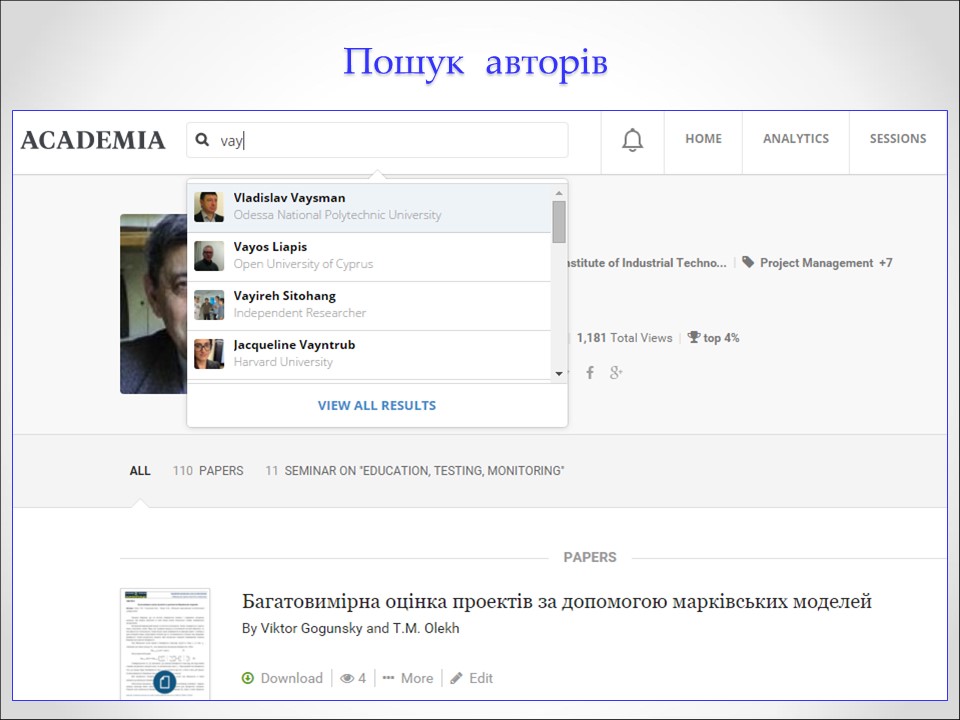 Пошук авторів
ACADEMIA
vay
HOME
ANALYTICS
SESSIONS
Vladislav Vaysman
Odessa National Polytechnic University
Vayos Liapis
Open University of Cyprus
Vayireh Sitohang
Independent Researcher
Jacqueline Vayntrub
Harvard University
VIEW ALL RESULTS
nstitute of Industrial Techno... Project Management +7
1,181 Total Views top 4%
ALL 110 PAPERS 11 SEMINAR ON "EDUCATION, TESTING, MONITORING"
PAPERS
Багатовимірна оцінка проектів за допомогою марківських моделей
By Viktor Gogunsky and T.M. Olekh
Download 4 More Edit